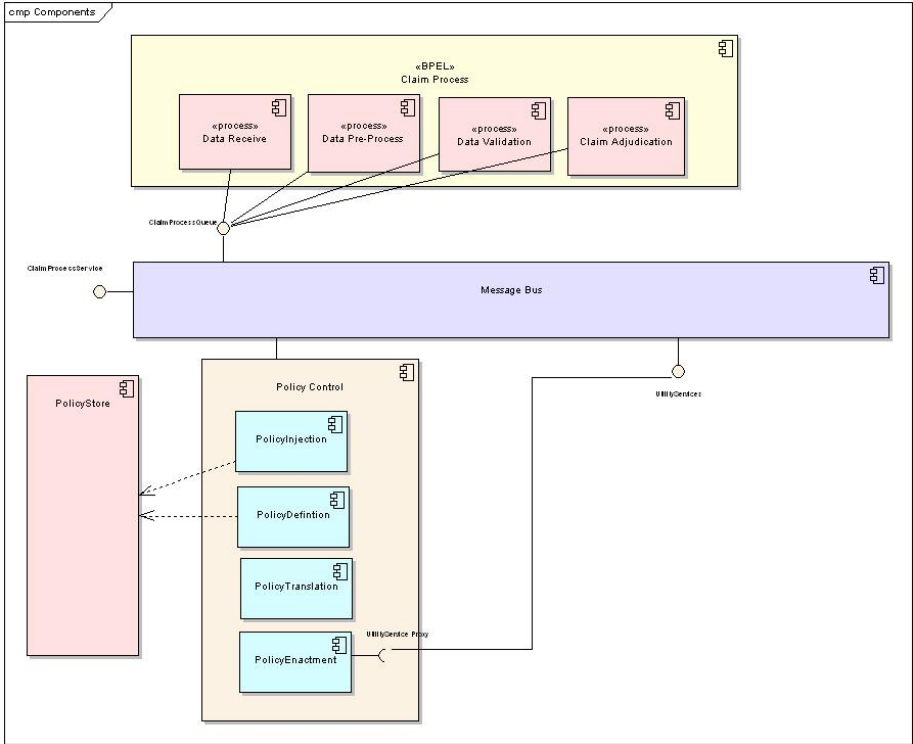 cmp Components
«BPEL»
Claim Process
«process»
Data Receive
«process»
Data Pre-Process
«process»
Data Validation
«process»
Claim Adjudication
ClaimProcessQueue
ClaimProcessService
Message Bus
PolicyStore
Policy Control
UtilityServices
PolicyInjection
PolicyDefintion
PolicyTranslation
UtilityService Proxy
PolicyEnactment